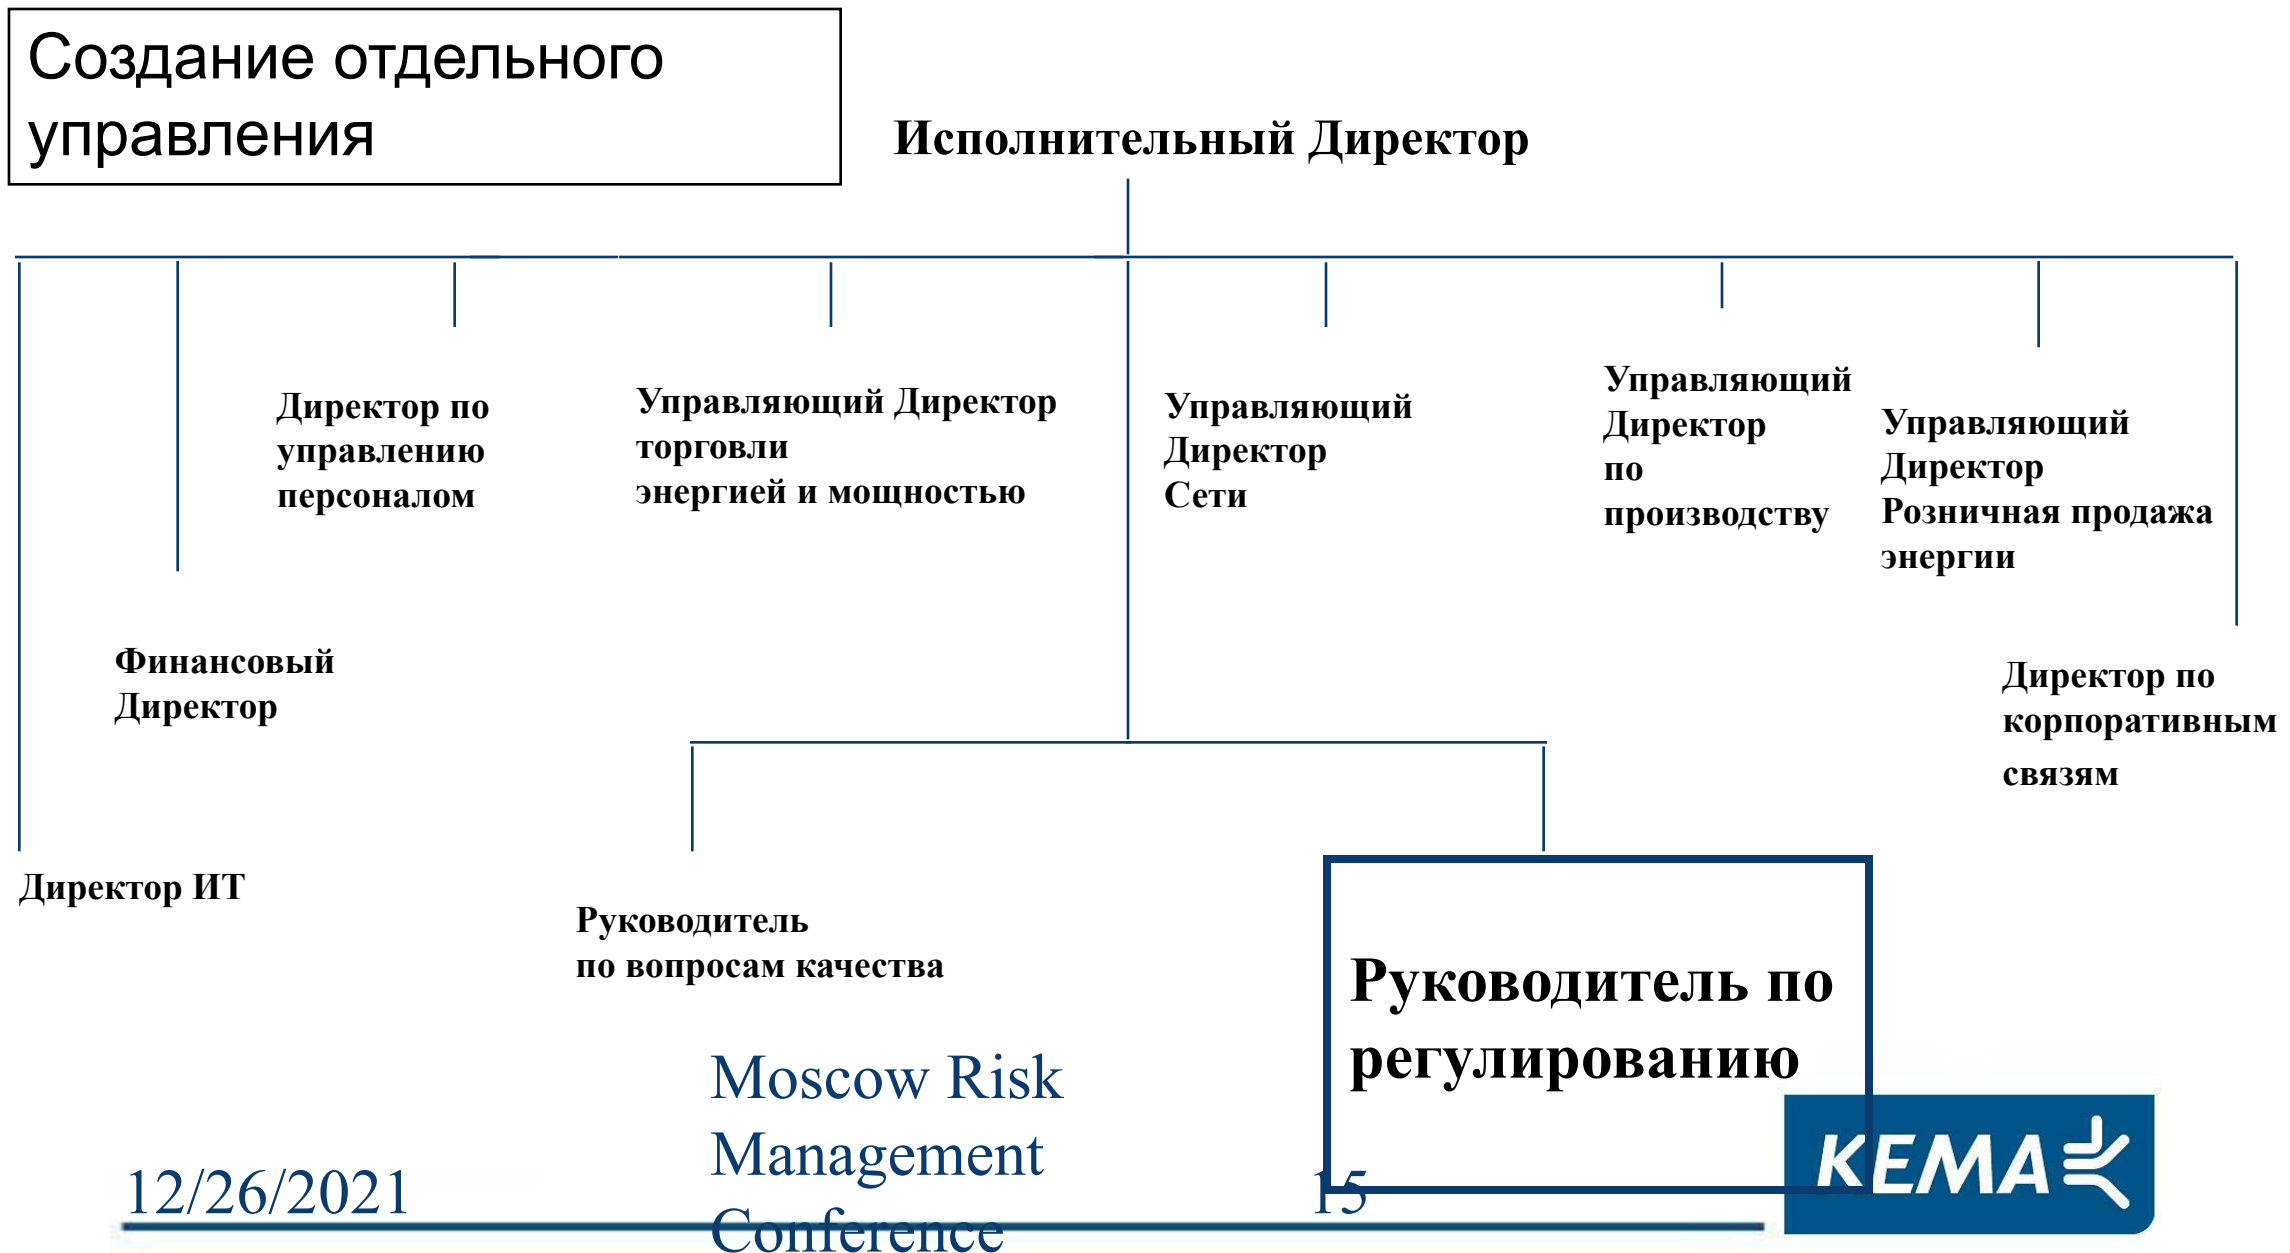 Создание отдельного
управления
Исполнительный Директор
Директор по
управлению
персоналом
Управляющий Директор
торговли
энергией и мощностью
Управляющий
Директор
Сети
Управляющий
Директор
по
производству
Управляющий
Директор
Розничная продажа
энергии
Финансовый
Директор
Директор по
корпоративным
связям
Директор ИТ
Руководитель
по вопросам качества
Руководитель по
регулированию
12/26/2021
Moscow Risk
Management
Conference
15
KEMA